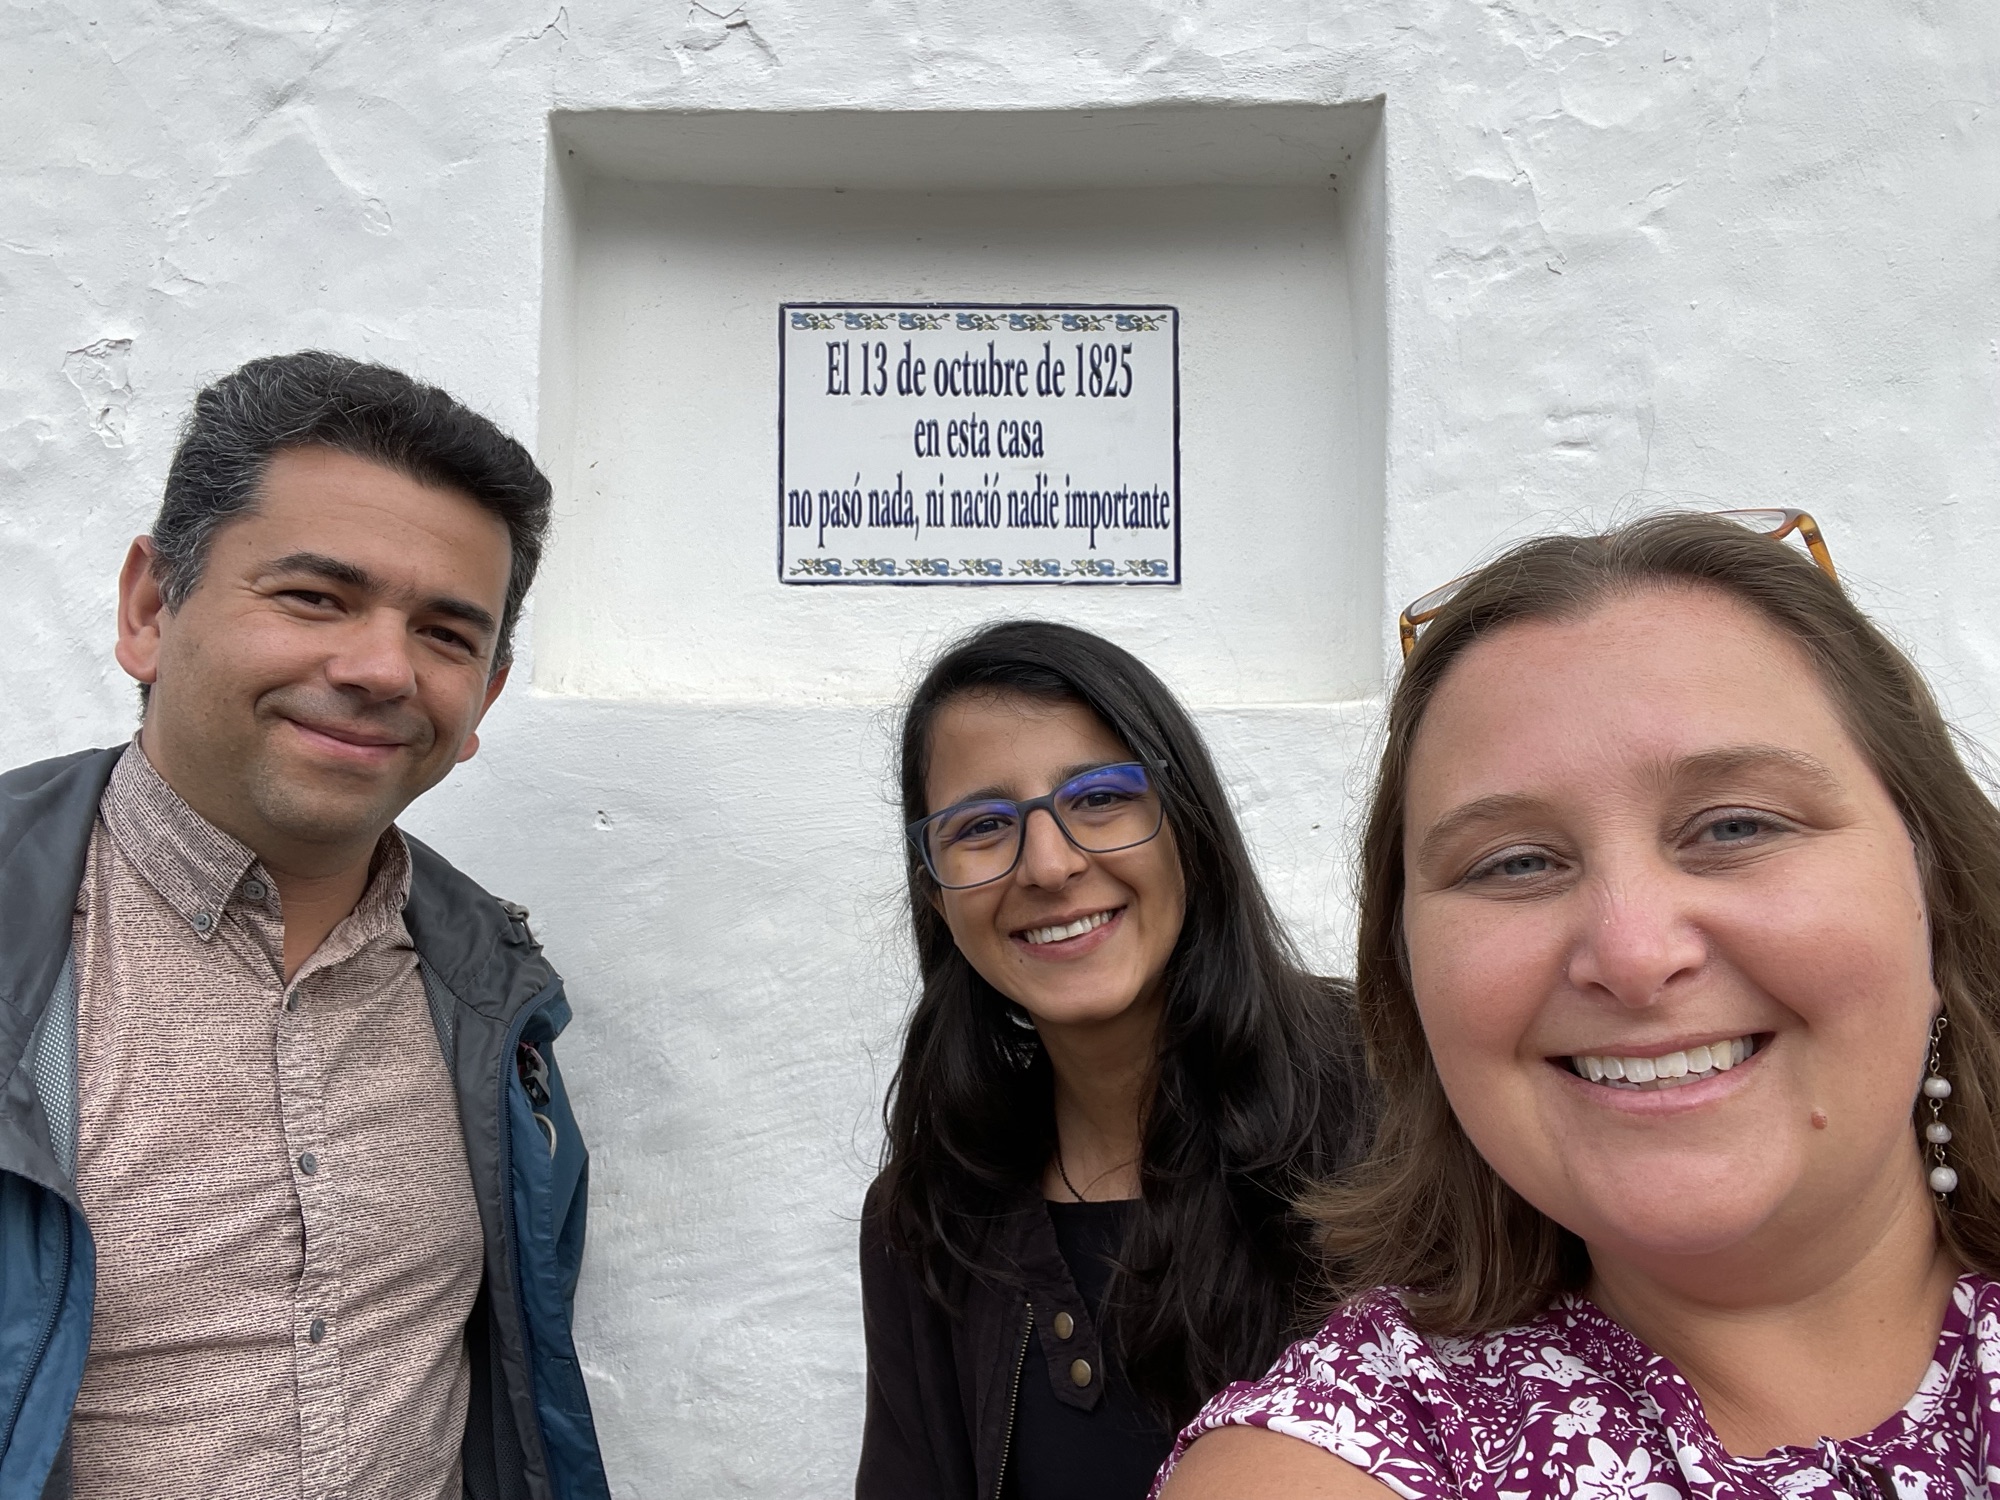 El 13 de octubre de 1825
en esta casa
no pasó nada, ni nació nadie importante